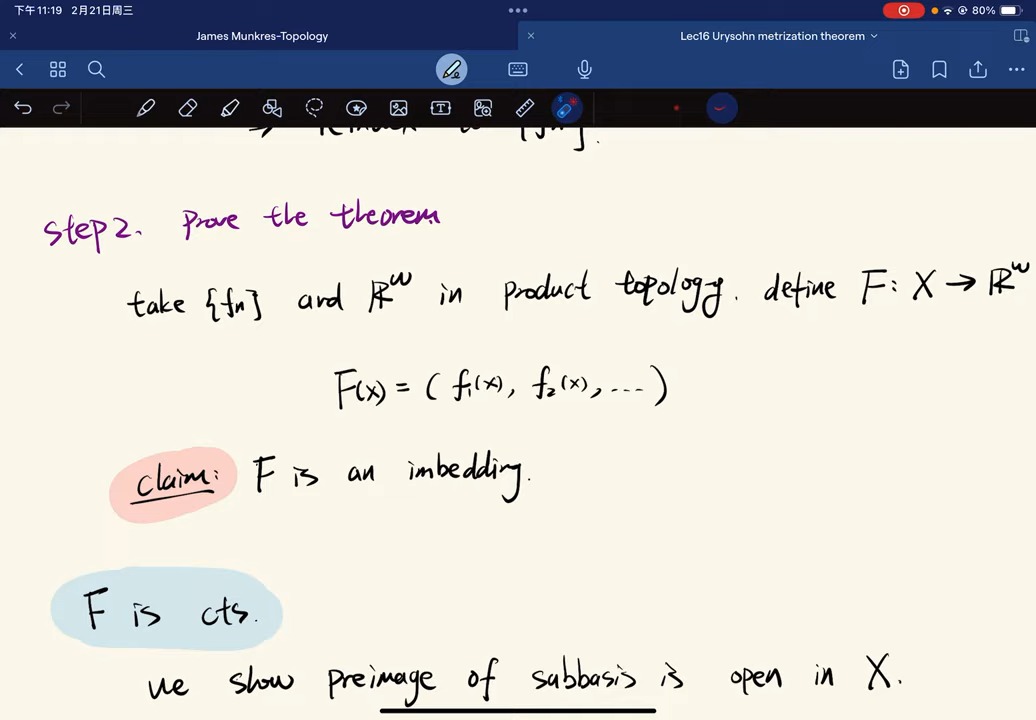 下午11:19 2月21日周三
80%
James Munkres-Topology
Lec16 Urysohn metrization theorem
{fn}.
step2. Prove the theorem
take {fn} and ℝ^ω in product topology. define F: X → ℝ^ω
F(x) = ( f₁(x), f₂(x), .... )
claim: F is an imbedding.
F is cts.
we show preimage of subbasis is open in X.